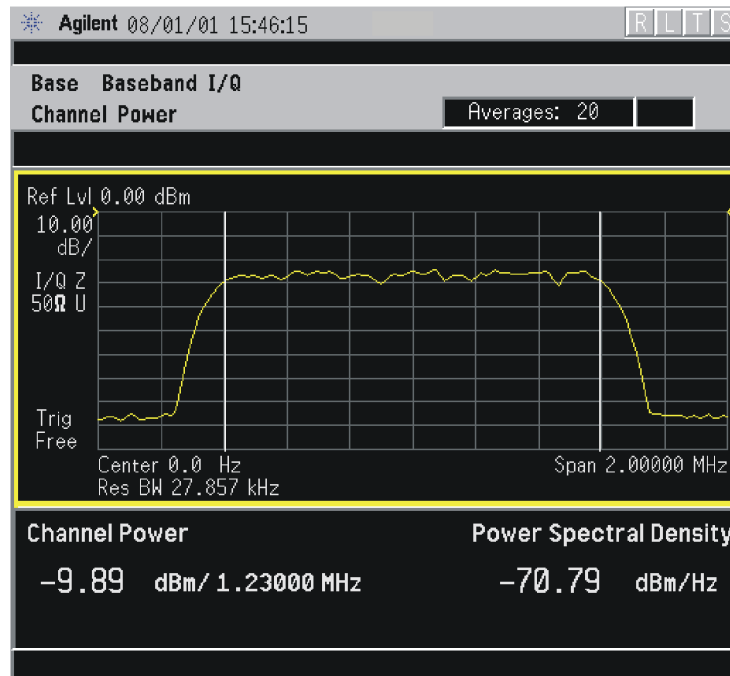 Agilent 08/01/01 15:46:15 R L T S
Base Baseband I/Q
Channel Power
Averages: 20
Ref Lvl 0.00 dBm
10.00
dB/
I/Q Z
50Ω U
Trig
Free
Center 0.0 Hz
Span 2.00000 MHz
Res BW 27.857 kHz
Channel Power
Power Spectral Density
-9.89 dBm/ 1.23000 MHz
-70.79 dBm/Hz